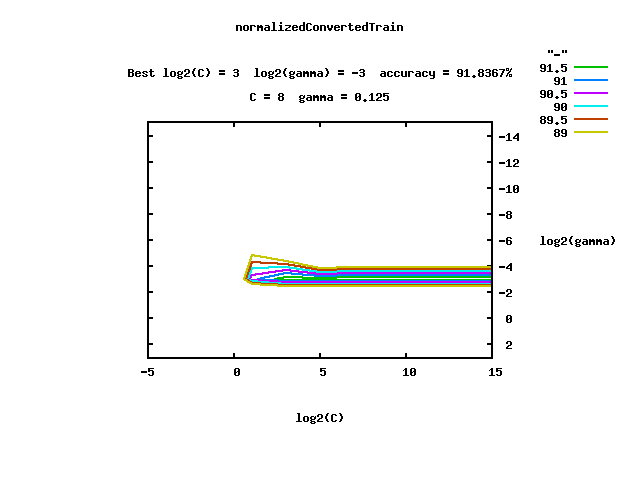 normalizedConvertedTrain
Best log2(C) = 3  log2(gamma) = -3  accuracy = 91.8367%
C = 8  gamma = 0.125
"-"
91.5
91
90.5
90
89.5
89
-14
-12
-10
-8
-6
-4
-2
0
2
log2(gamma)
-5 0 5 10 15
log2(C)